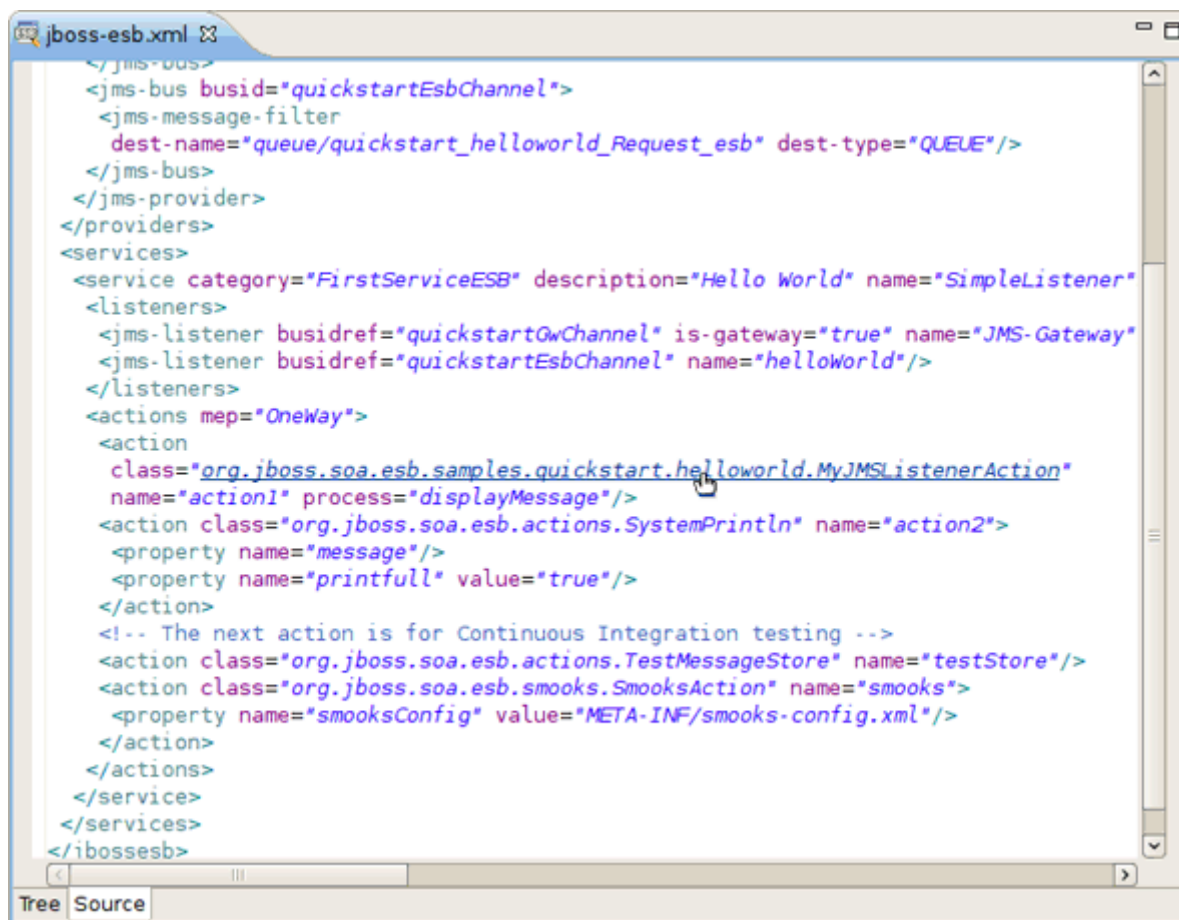 jboss-esb.xml
</jms-bus>
<jms-bus busid="quickstartEsbChannel">
<jms-message-filter
dest-name="queue/quickstart_helloworld_Request_esb" dest-type="QUEUE"/>
</jms-bus>
</jms-provider>
</providers>
<services>
<service category="FirstServiceESB" description="Hello World" name="SimpleListener"
<listeners>
<jms-listener busidref="quickstartGwChannel" is-gateway="true" name="JMS-Gateway"
<jms-listener busidref="quickstartEsbChannel" name="helloWorld"/>
</listeners>
<actions mep="OneWay">
<action
class="org.jboss.soa.esb.samples.quickstart.helloworld.MyJMSListenerAction"
name="action1" process="displayMessage"/>
<action class="org.jboss.soa.esb.actions.SystemPrintln" name="action2">
<property name="message"/>
<property name="printfull" value="true"/>
</action>
<!-- The next action is for Continuous Integration testing -->
<action class="org.jboss.soa.esb.actions.TestMessageStore" name="testStore"/>
<action class="org.jboss.soa.esb.smooks.SmooksAction" name="smooks">
<property name="smooksConfig" value="META-INF/smooks-config.xml"/>
</action>
</actions>
</service>
</services>
</jbossesb>
Tree Source